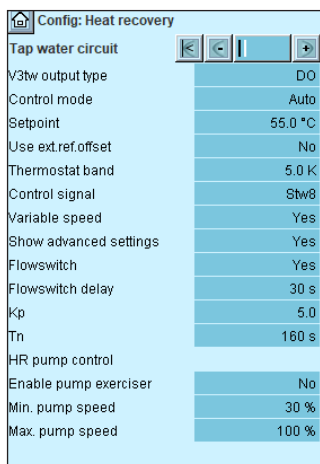 Config: Heat recovery
Tap water circuit
V3tw output type DO
Control mode Auto
Setpoint 55.0 °C
Use ext.ref.offset No
Thermostat band 5.0 K
Control signal Stw8
Variable speed Yes
Show advanced settings Yes
Flowswitch Yes
Flowswitch delay 30 s
Kp 5.0
Tn 160 s
HR pump control
Enable pump exerciser No
Min. pump speed 30 %
Max. pump speed 100 %